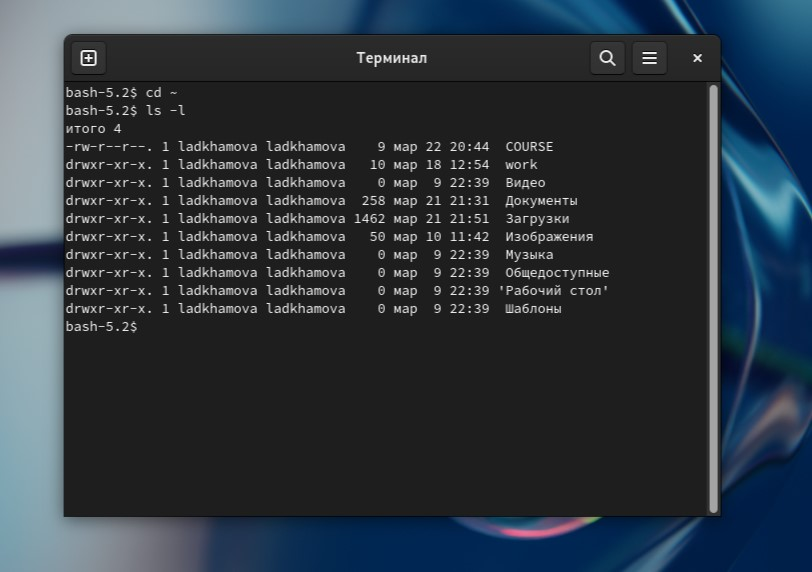 Терминал
bash-5.2$ cd ~
bash-5.2$ ls -l
итого 4
-rw-r--r--. 1 ladkhamova ladkhamova    9 мар 22 20:44  COURSE
drwxr-xr-x. 1 ladkhamova ladkhamova   10 мар 18 12:54  work
drwxr-xr-x. 1 ladkhamova ladkhamova    0 мар  9 22:39  Видео
drwxr-xr-x. 1 ladkhamova ladkhamova  258 мар 21 21:31  Документы
drwxr-xr-x. 1 ladkhamova ladkhamova 1462 мар 21 21:51  Загрузки
drwxr-xr-x. 1 ladkhamova ladkhamova   50 мар 10 11:42  Изображения
drwxr-xr-x. 1 ladkhamova ladkhamova    0 мар  9 22:39  Музыка
drwxr-xr-x. 1 ladkhamova ladkhamova    0 мар  9 22:39  Общедоступные
drwxr-xr-x. 1 ladkhamova ladkhamova    0 мар  9 22:39 'Рабочий стол'
drwxr-xr-x. 1 ladkhamova ladkhamova    0 мар  9 22:39  Шаблоны
bash-5.2$